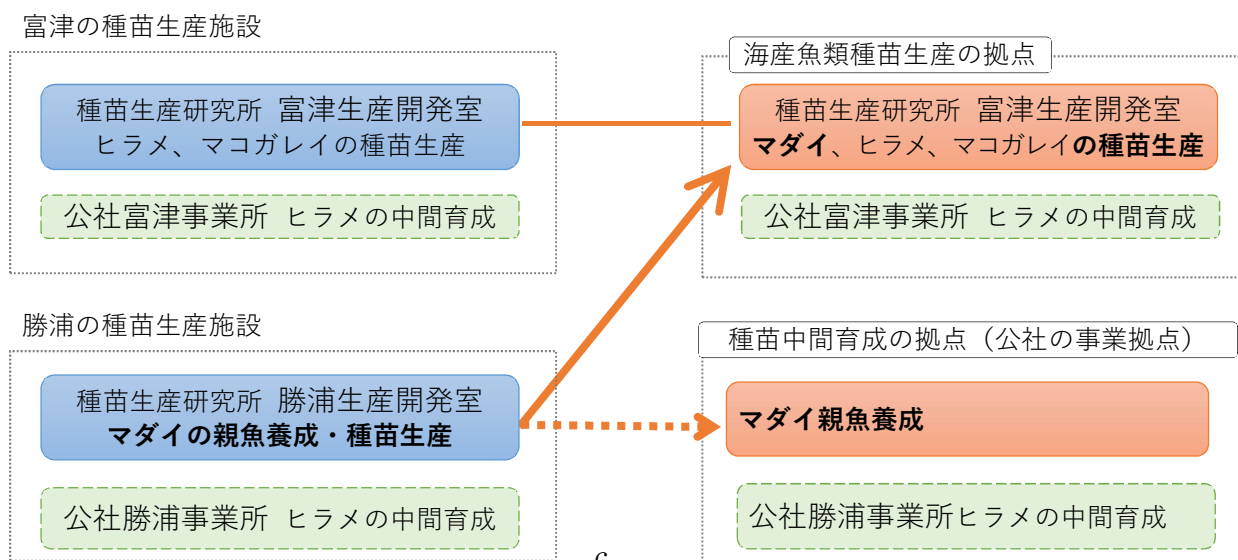 富津の種苗生産施設
種苗生産研究所 富津生産開発室
ヒラメ、マコガレイの種苗生産
公社富津事業所 ヒラメの中間育成
海産魚類種苗生産の拠点
種苗生産研究所 富津生産開発室
マダイ、ヒラメ、マコガレイの種苗生産
公社富津事業所 ヒラメの中間育成
勝浦の種苗生産施設
種苗生産研究所 勝浦生産開発室
マダイの親魚養成・種苗生産
公社勝浦事業所 ヒラメの中間育成
種苗中間育成の拠点（公社の事業拠点）
マダイ親魚養成
公社勝浦事業所ヒラメの中間育成